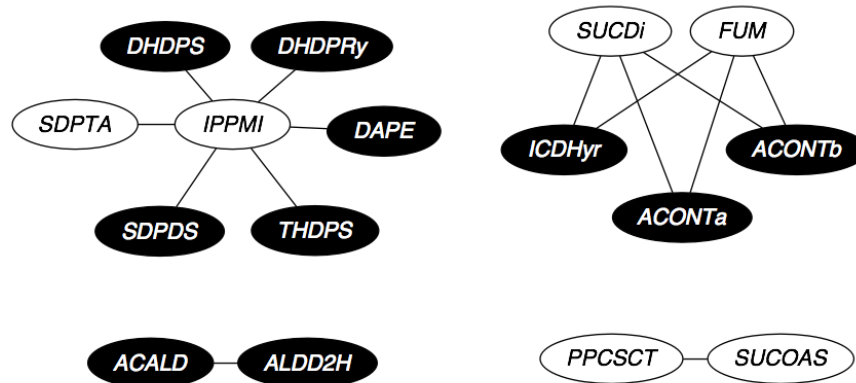 SUCDi FUM
DHDPS DHDPRy
SDPTA IPPMI DAPE
ICDHyr ACONTb
ACONTa
SDPDS THDPS
ACALD ALDD2H
PPCSCT SUCOAS